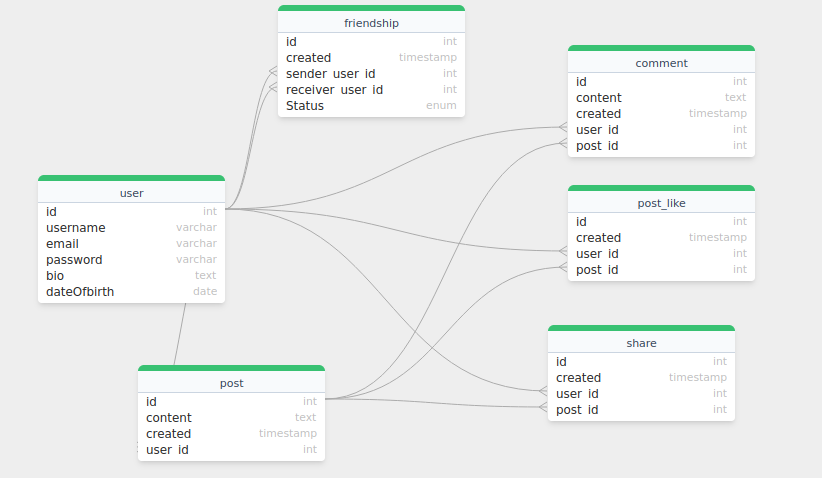 friendship
id int
created timestamp
sender_user_id int
receiver_user_id int
Status enum
comment
id int
content text
created timestamp
user_id int
post_id int
user
id int
username varchar
email varchar
password varchar
bio text
dateOfbirth date
post_like
id int
created timestamp
user_id int
post_id int
share
id int
created timestamp
user_id int
post_id int
post
id int
content text
created timestamp
user_id int